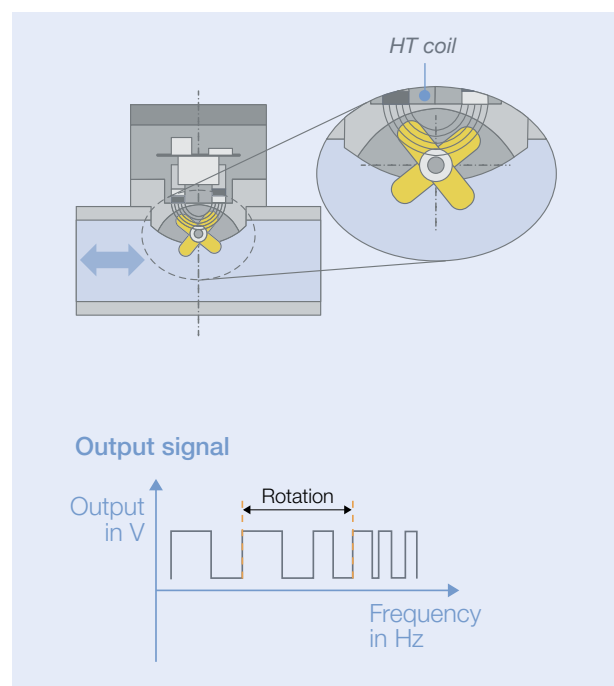 HT coil
Output signal
Output
in V
Rotation
Frequency
in Hz